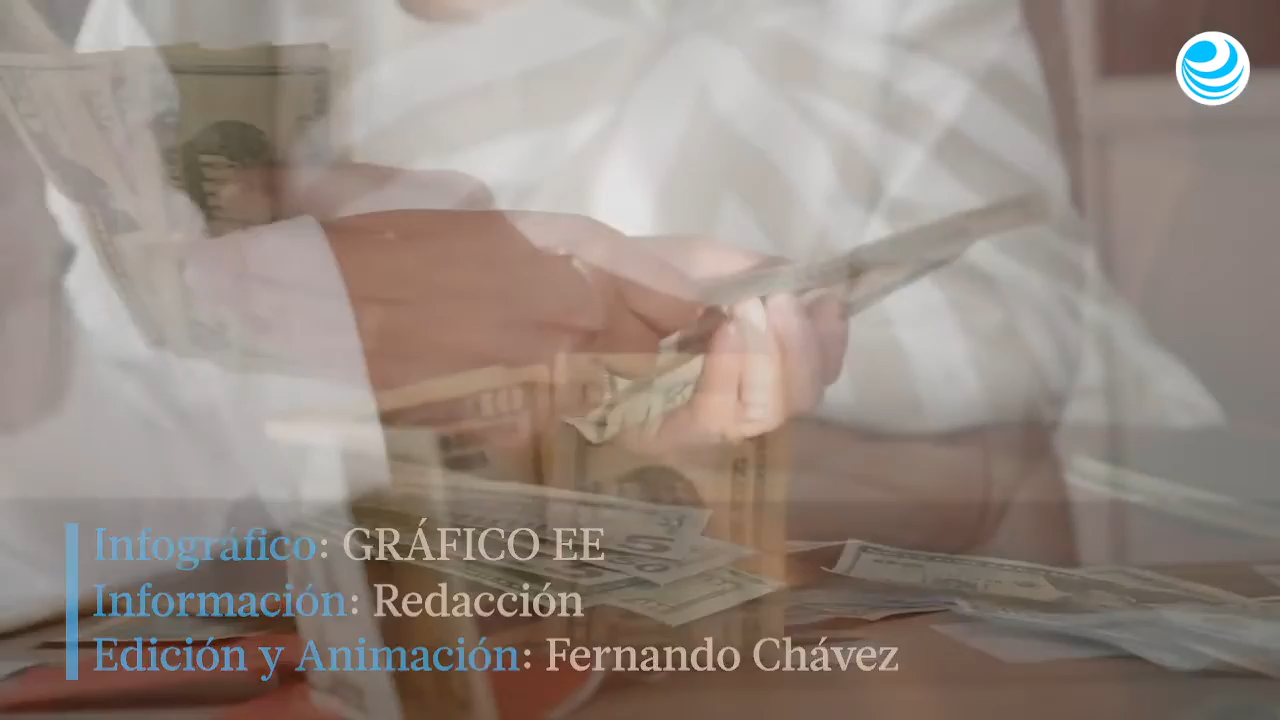 Infográfico: GRÁFICO EE
Información: Redacción
Edición y Animación: Fernando Chávez